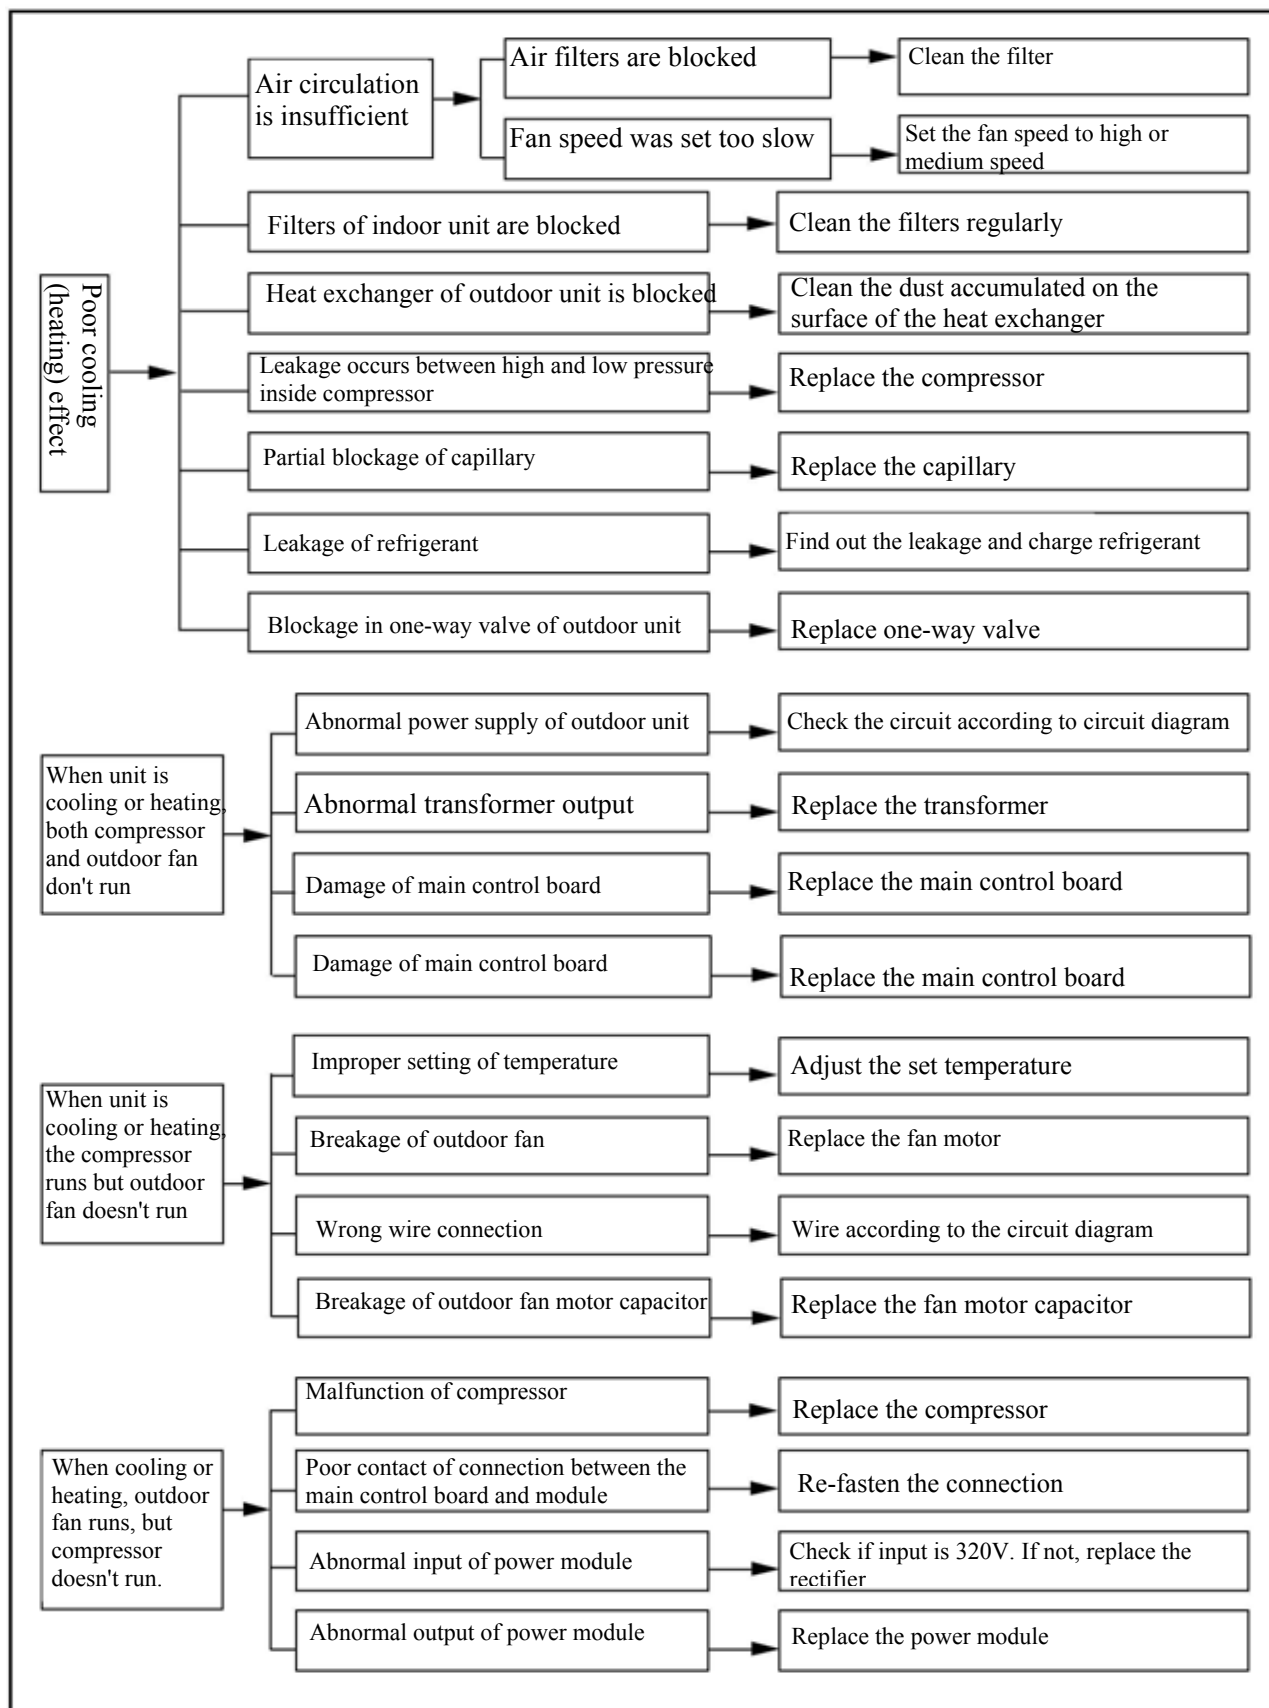 Air circulation
is insufficient
Air filters are blocked
Clean the filter
Fan speed was set too slow
Set the fan speed to high or
medium speed
Filters of indoor unit are blocked
Clean the filters regularly
Poor cooling
(heating) effect
Heat exchanger of outdoor unit is blocked
Clean the dust accumulated on the
surface of the heat exchanger
Leakage occurs between high and low pressure
inside compressor
Replace the compressor
Partial blockage of capillary
Replace the capillary
Leakage of refrigerant
Find out the leakage and charge refrigerant
Blockage in one-way valve of outdoor unit
Replace one-way valve
When unit is
cooling or heating,
both compressor
and outdoor fan
don't run
Abnormal power supply of outdoor unit
Check the circuit according to circuit diagram
Abnormal transformer output
Replace the transformer
Damage of main control board
Replace the main control board
Damage of main control board
Replace the main control board
When unit is
cooling or heating,
the compressor
runs but outdoor
fan doesn't run
Improper setting of temperature
Adjust the set temperature
Breakage of outdoor fan
Replace the fan motor
Wrong wire connection
Wire according to the circuit diagram
Breakage of outdoor fan motor capacitor
Replace the fan motor capacitor
When cooling or
heating, outdoor
fan runs, but
compressor
doesn't run.
Malfunction of compressor
Replace the compressor
Poor contact of connection between the
main control board and module
Re-fasten the connection
Abnormal input of power module
Check if input is 320V. If not, replace the
rectifier
Abnormal output of power module
Replace the power module